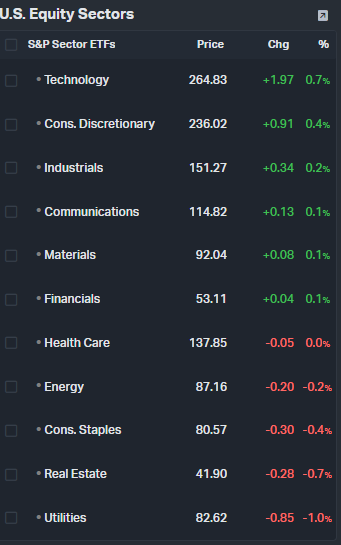 U.S. Equity Sectors
S&P Sector ETFs Price Chg %
• Technology 264.83 +1.97 0.7%
• Cons. Discretionary 236.02 +0.91 0.4%
• Industrials 151.27 +0.34 0.2%
• Communications 114.82 +0.13 0.1%
• Materials 92.04 +0.08 0.1%
• Financials 53.11 +0.04 0.1%
• Health Care 137.85 -0.05 0.0%
• Energy 87.16 -0.20 -0.2%
• Cons. Staples 80.57 -0.30 -0.4%
• Real Estate 41.90 -0.28 -0.7%
• Utilities 82.62 -0.85 -1.0%